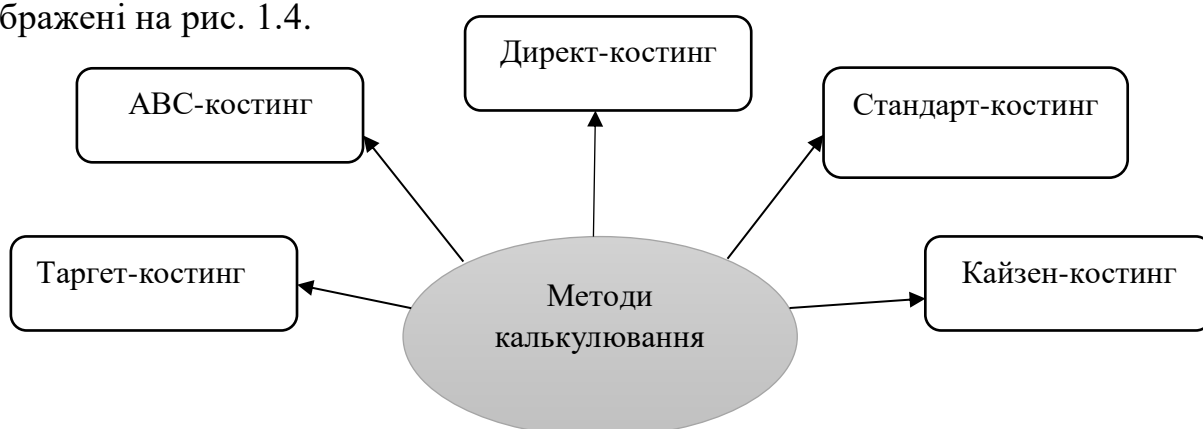 бражені на рис. 1.4.
Директ-костинг
АВС-костинг
Стандарт-костинг
Таргет-костинг
Кайзен-костинг
Методи
калькулювання